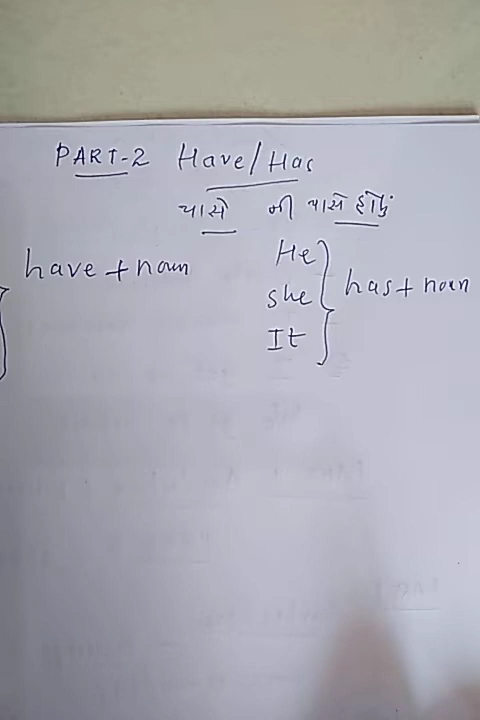 PART-2 Have/Has
પાસે ની પાસે હોવું
have + noun
He
she
It
has + noun